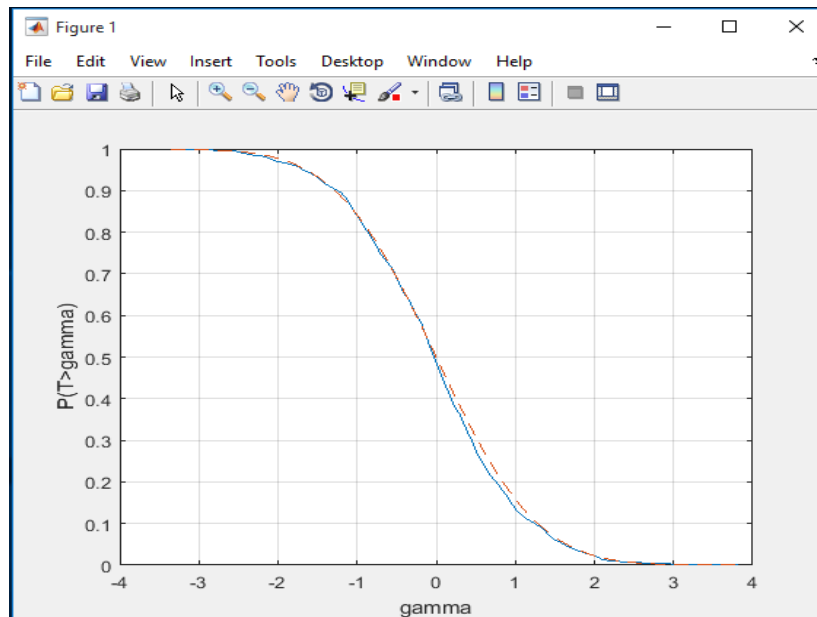 Figure 1
File Edit View Insert Tools Desktop Window Help
1
0.9
0.8
0.7
0.6
0.5
0.4
0.3
0.2
0.1
0
P(T>gamma)
-4 -3 -2 -1 0 1 2 3 4
gamma